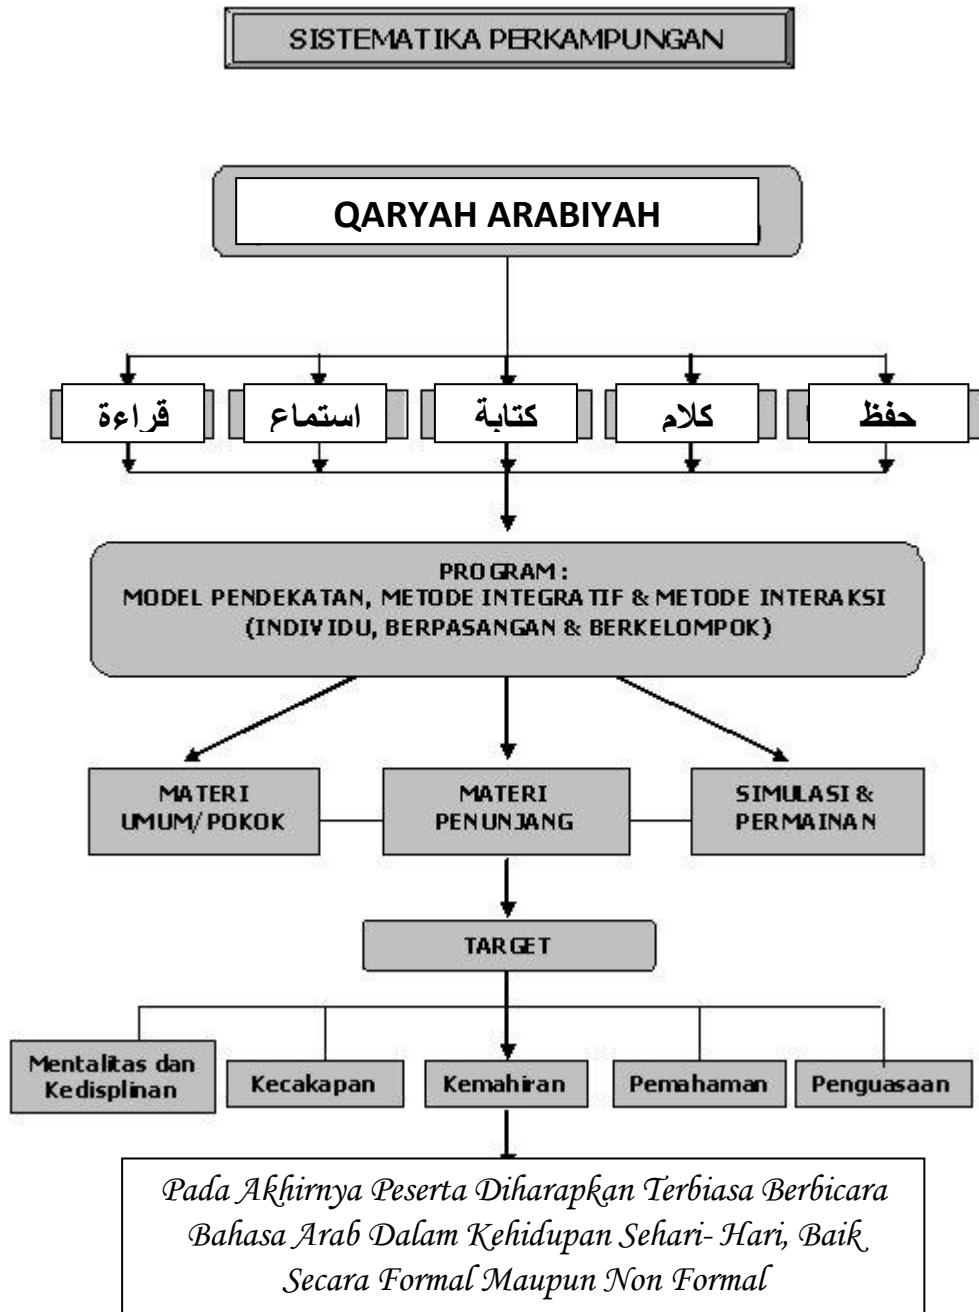 SISTEMATIKA PERKAMPUNGAN
QARYAH ARABIYAH
قراءة
استماع
كتابة
كلام
حفظ
PROGRAM :
MODEL PENDEKATAN, METODE INTEGRATIF & METODE INTERAKSI
(INDIVIDU, BERPASANGAN & BERKELOMPOK)
MATERI
UMUM/POKOK
MATERI
PENUNJANG
SIMULASI &
PERMAINAN
TARGET
Mentalitas dan
Kedisplinan
Kecakapan
Kemahiran
Pemahaman
Penguasaan
Pada Akhirnya Peserta Diharapkan Terbiasa Berbicara
Bahasa Arab Dalam Kehidupan Sehari- Hari, Baik
Secara Formal Maupun Non Formal